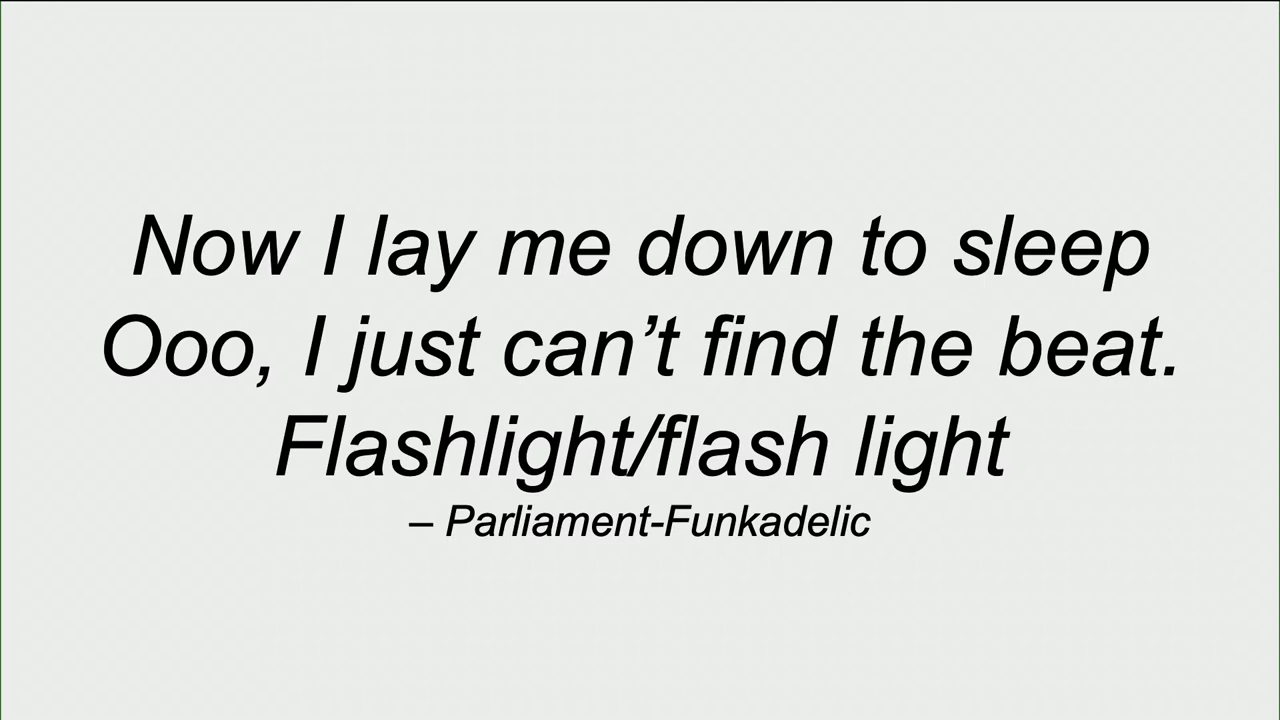 Now I lay me down to sleep
Ooo, I just can’t find the beat.
Flashlight/flash light
– Parliament-Funkadelic